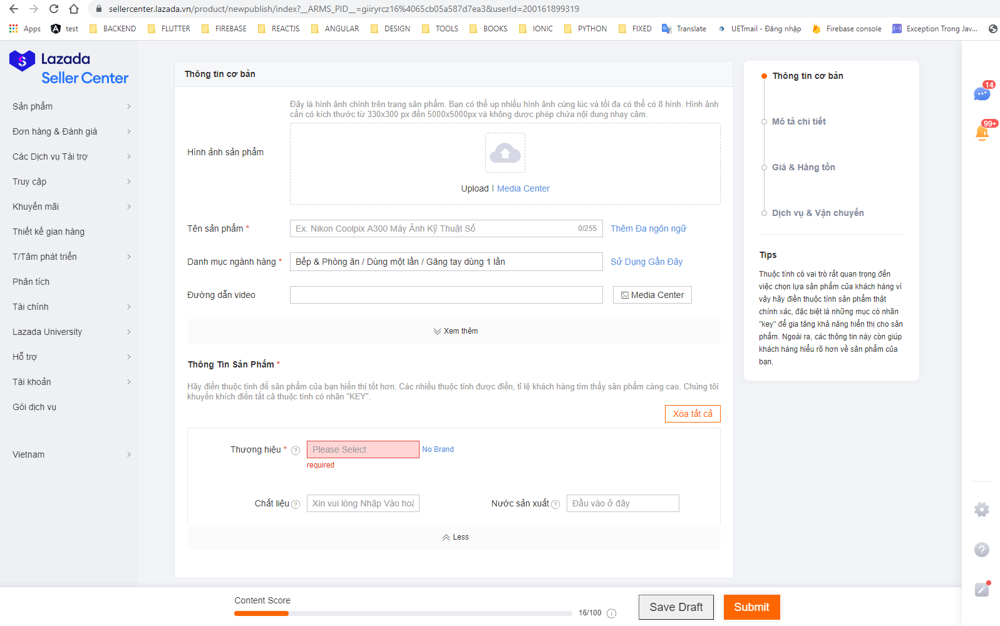 sellercenter.lazada.vn/product/newpublish/index?__ARMS_PID__=giiryrcz16%4065cb05a587d7ea3&userId=200161899319
Apps test BACKEND FLUTTER FIREBASE REACTJS ANGULAR DESIGN TOOLS BOOKS IONIC PYTHON FIXED Translate UETmail - Đăng nhập Firebase console Exception Trong Jav...
Lazada
Seller Center
Sản phẩm
Đơn hàng & Đánh giá
Các Dịch vụ Tài trợ
Truy cập
Khuyến mãi
Thiết kế gian hàng
T/Tâm phát triển
Phân tích
Tài chính
Lazada University
Hỗ trợ
Tài khoản
Gói dịch vụ
Vietnam
Thông tin cơ bản
Đây là hình ảnh chính trên trang sản phẩm. Bạn có thể up nhiều hình ảnh cùng lúc và tối đa có thể có 8 hình. Hình ảnh
cần có kích thước từ 330x300 px đến 5000x5000px và không được phép chứa nội dung nhạy cảm.
Hình ảnh sản phẩm
Upload | Media Center
Tên sản phẩm * Ex. Nikon Coolpix A300 Máy Ảnh Kỹ Thuật Số 0/255 Thêm Đa ngôn ngữ
Danh mục ngành hàng * Bếp & Phòng ăn / Dùng một lần / Găng tay dùng 1 lần Sử Dụng Gần Đây
Đường dẫn video Media Center
Xem thêm
Thông Tin Sản Phẩm *
Hãy điền thuộc tính để sản phẩm của bạn hiển thị tốt hơn. Các nhiều thuộc tính được điền, tỉ lệ khách hàng tìm thấy sản phẩm càng cao. Chúng tôi
khuyến khích điền tất cả thuộc tính có nhãn "KEY".
Xóa tất cả
Thương hiệu * ? Please Select No Brand
required
Chất liệu ? Xin vui lòng Nhập Vào hoặ Nước sản xuất ? Đầu vào ở đây
Less
Content Score
16/100
Save Draft
Submit
Thông tin cơ bản
Mô tả chi tiết
Giá & Hàng tồn
Dịch vụ & Vận chuyển
Tips
Thuộc tính có vai trò rất quan trọng đến
việc chọn lựa sản phẩm của khách hàng vì
vậy hãy điền thuộc tính sản phẩm thật
chính xác, đặc biệt là những mục có nhãn
"key" để gia tăng khả năng hiển thị cho sản
phẩm. Ngoài ra, các thông tin này còn giúp
khách hàng hiểu rõ hơn về sản phẩm của
bạn.
14
99+